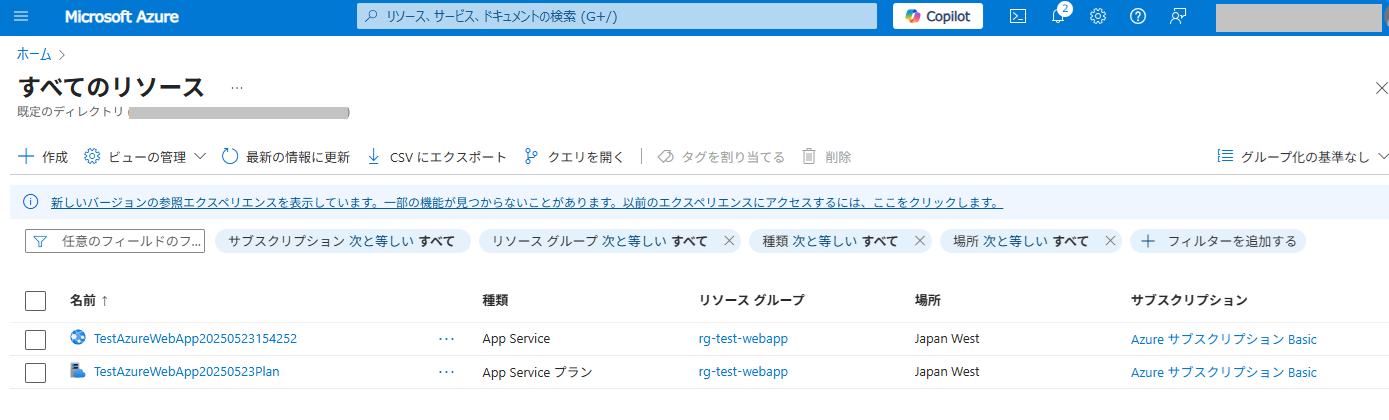 Microsoft Azure リソース、サービス、ドキュメントの検索 (G+/) Copilot 2
ホーム
すべてのリソース ...
既定のディレクトリ ( )
作成 ビューの管理 最新の情報に更新 CSV にエクスポート クエリを開く タグを割り当てる 削除 グループ化の基準なし
新しいバージョンの参照エクスペリエンスを表示しています。一部の機能が見つからないことがあります。以前のエクスペリエンスにアクセスするには、ここをクリックします。
任意のフィールドのフ... サブスクリプション 次と等しい すべて リソース グループ 次と等しい すべて 種類 次と等しい すべて 場所 次と等しい すべて フィルターを追加する
名前 ↑ 種類 リソース グループ 場所 サブスクリプション
TestAzureWebApp20250523154252 ... App Service rg-test-webapp Japan West Azure サブスクリプション Basic
TestAzureWebApp20250523Plan ... App Service プラン rg-test-webapp Japan West Azure サブスクリプション Basic